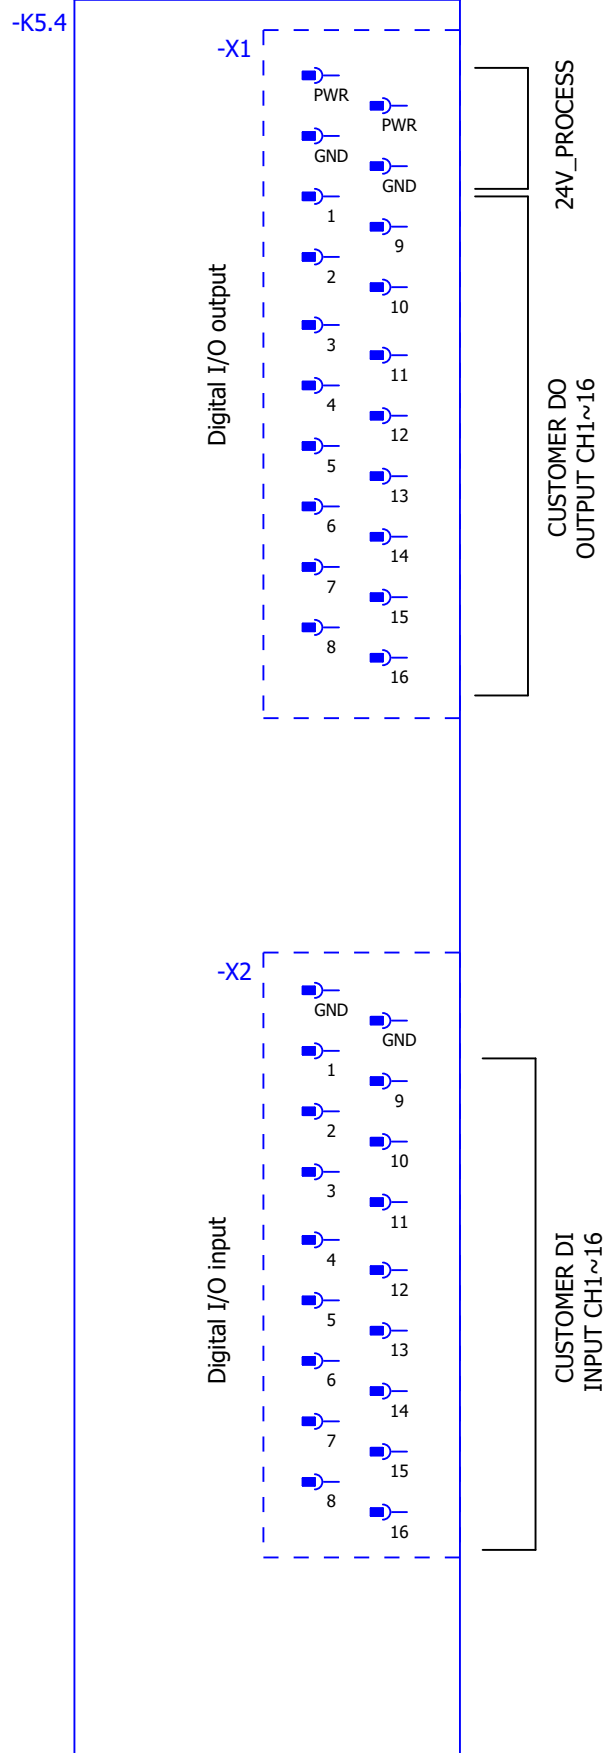 -K5.4
-X1
PWR
PWR
GND
GND
1
9
2
10
3
11
4
12
5
13
6
14
7
15
8
16
Digital I/O output
24V_PROCESS
CUSTOMER DO
OUTPUT CH1~16
-X2
GND
GND
1
9
2
10
3
11
4
12
5
13
6
14
7
15
8
16
Digital I/O input
CUSTOMER DI
INPUT CH1~16